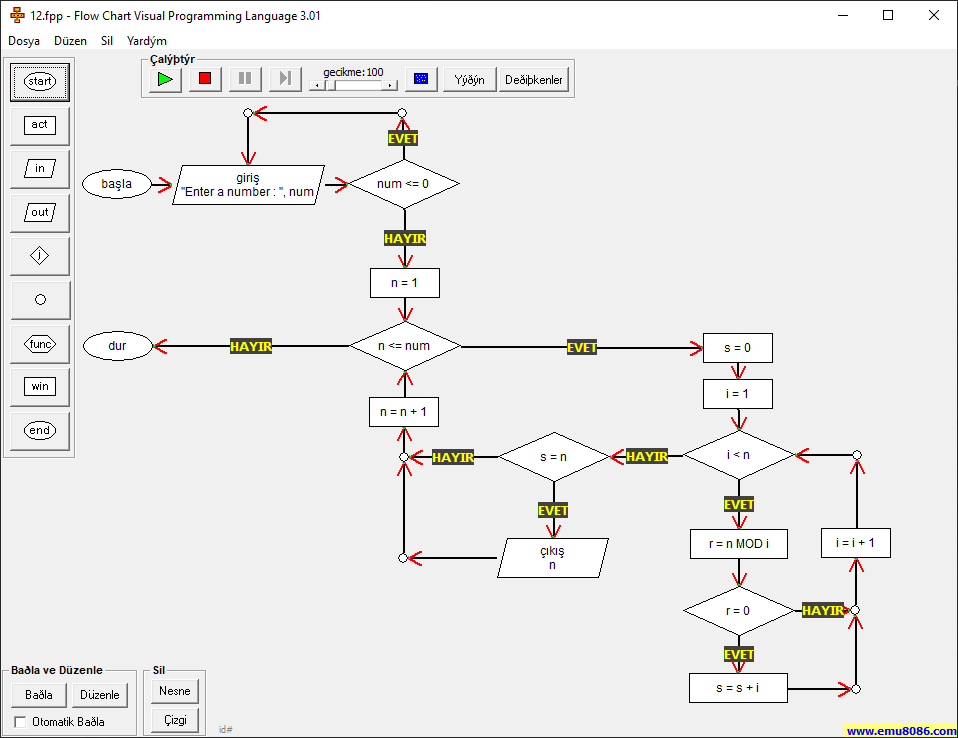 12.fpp - Flow Chart Visual Programming Language 3.01
Dosya Düzen Sil Yardým
Çalýþtýr
gecikme:100
Yýðýn
Deðiþkenler
start
act
in
out
i
func
win
end
EVET
başla
giriş
"Enter a number : ", num
num <= 0
HAYIR
n = 1
dur
HAYIR
n <= num
EVET
s = 0
i = 1
n = n + 1
HAYIR
s = n
HAYIR
i < n
EVET
EVET
çıkış
n
r = n MOD i
i = i + 1
r = 0
HAYIR
EVET
s = s + i
Baðla ve Düzenle
Baðla
Düzenle
Otomatik Baðla
Sil
Nesne
Çizgi
id#
www.emu8086.com